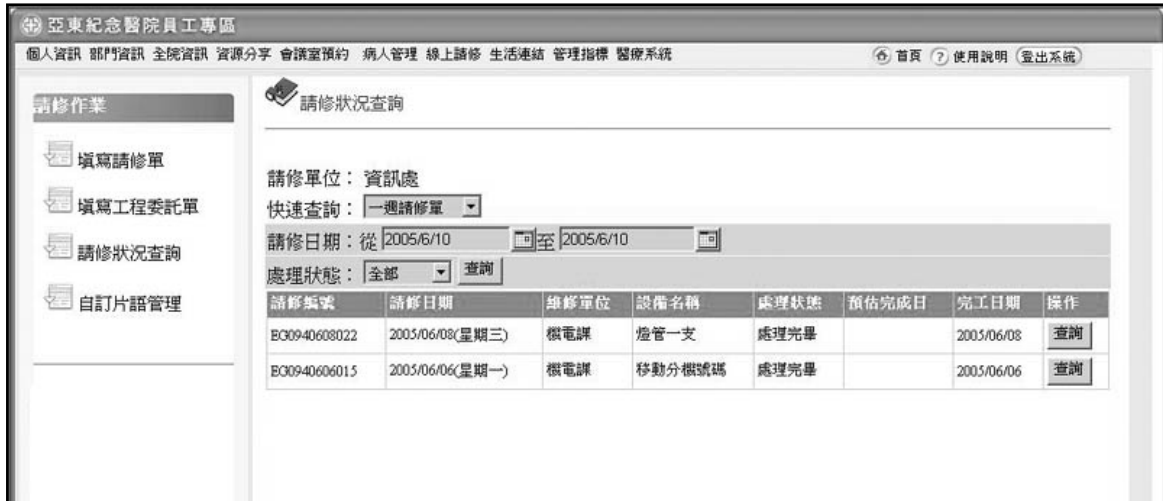 亞東紀念醫院員工專區
個人資訊 部門資訊 全院資訊 資源分享 會議室預約 病人管理 線上請修 生活連結 管理指標 醫療系統 首頁 ? 使用說明 登出系統
請修作業
填寫請修單
填寫工程委託單
請修狀況查詢
自訂片語管理
請修狀況查詢
請修單位： 資訊處
快速查詢： 一週請修單
請修日期：從 2005/6/10 至 2005/6/10
處理狀態： 全部 查詢
請修編號 請修日期 維修單位 設備名稱 處理狀態 預估完成日 完工日期 操作
EG0940608022 2005/06/08(星期三) 機電課 燈管一支 處理完畢 2005/06/08 查詢
EG0940606015 2005/06/06(星期一) 機電課 移動分機號碼 處理完畢 2005/06/06 查詢